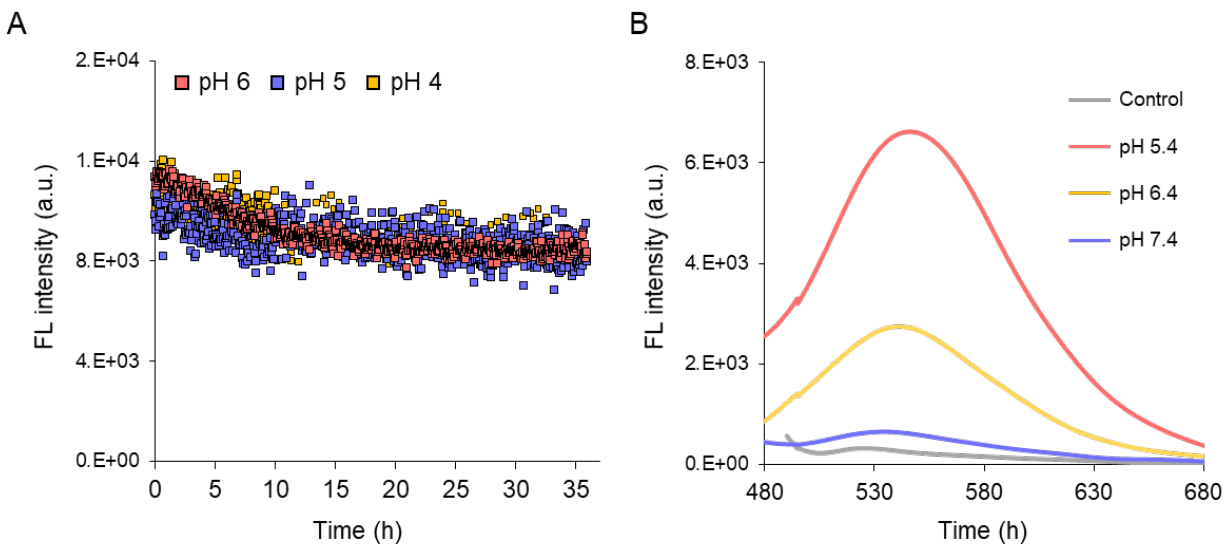 A
FL intensity (a.u.)
2.E+04
1.E+04
8.E+03
4.E+03
0.E+00
pH 6 pH 5 pH 4
0 5 10 15 20 25 30 35
Time (h)
B
FL intensity (a.u.)
8.E+03
6.E+03
4.E+03
2.E+03
0.E+00
Control
pH 5.4
pH 6.4
pH 7.4
480 530 580 630 680
Time (h)